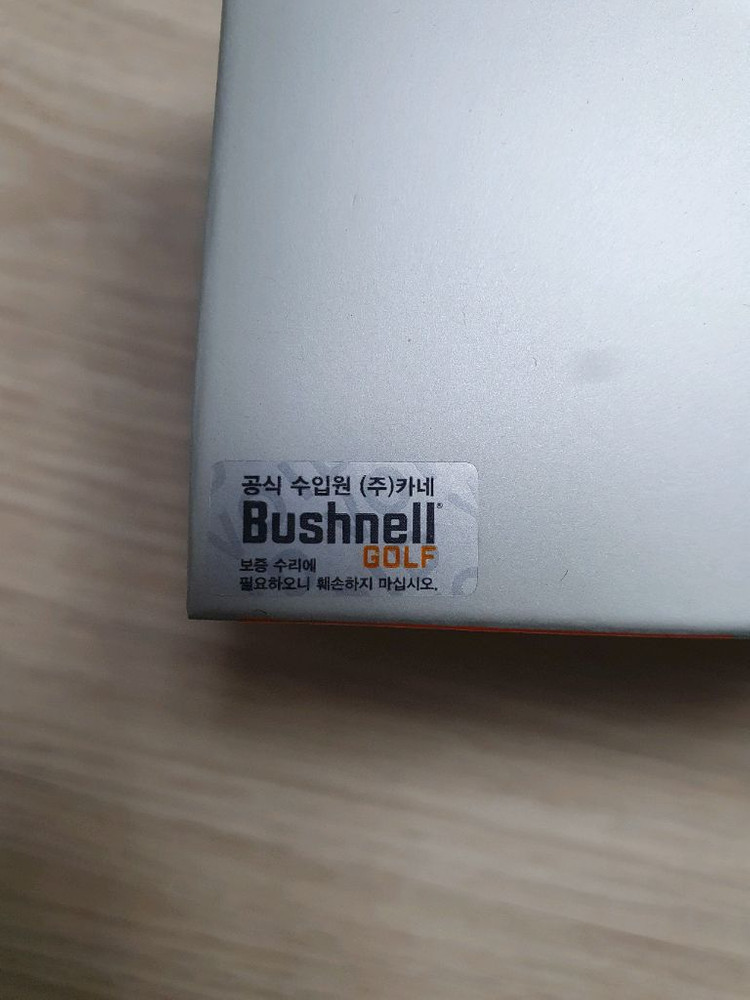 공식 수입원 (주)카네
Bushnell®
GOLF
보증 수리에
필요하오니 훼손하지 마십시오.